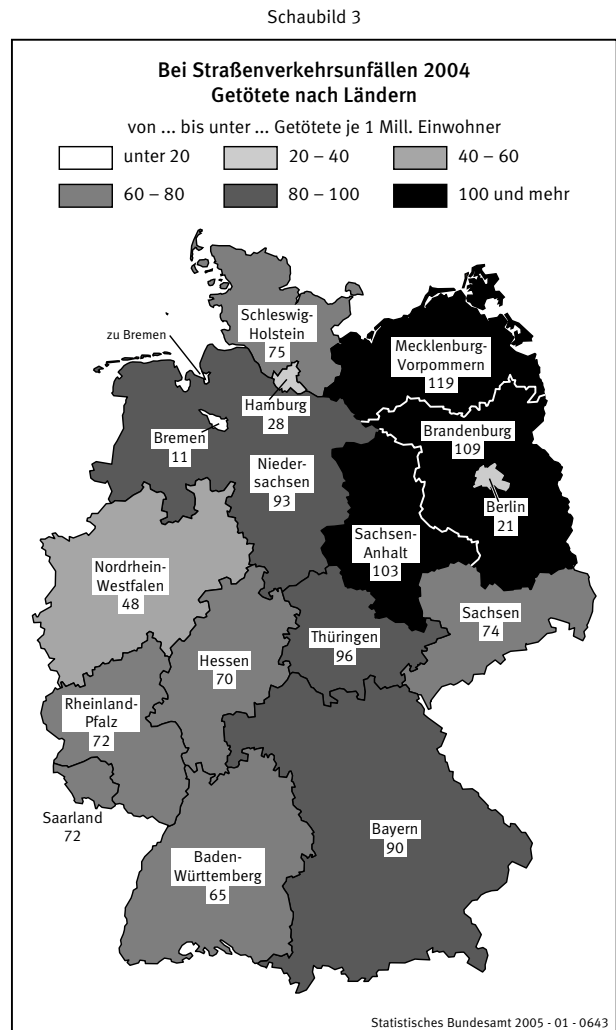 Schaubild 3
Bei Straßenverkehrsunfällen 2004
Getötete nach Ländern
von ... bis unter ... Getötete je 1 Mill. Einwohner
unter 20
20 – 40
40 – 60
60 – 80
80 – 100
100 und mehr
Schleswig-
Holstein
75
zu Bremen
Mecklenburg-
Vorpommern
119
Hamburg
28
Bremen
11
Brandenburg
109
Nieder-
sachsen
93
Berlin
21
Sachsen-
Anhalt
103
Nordrhein-
Westfalen
48
Sachsen
74
Thüringen
96
Hessen
70
Rheinland-
Pfalz
72
Saarland
72
Bayern
90
Baden-
Württemberg
65
Statistisches Bundesamt 2005 - 01 - 0643